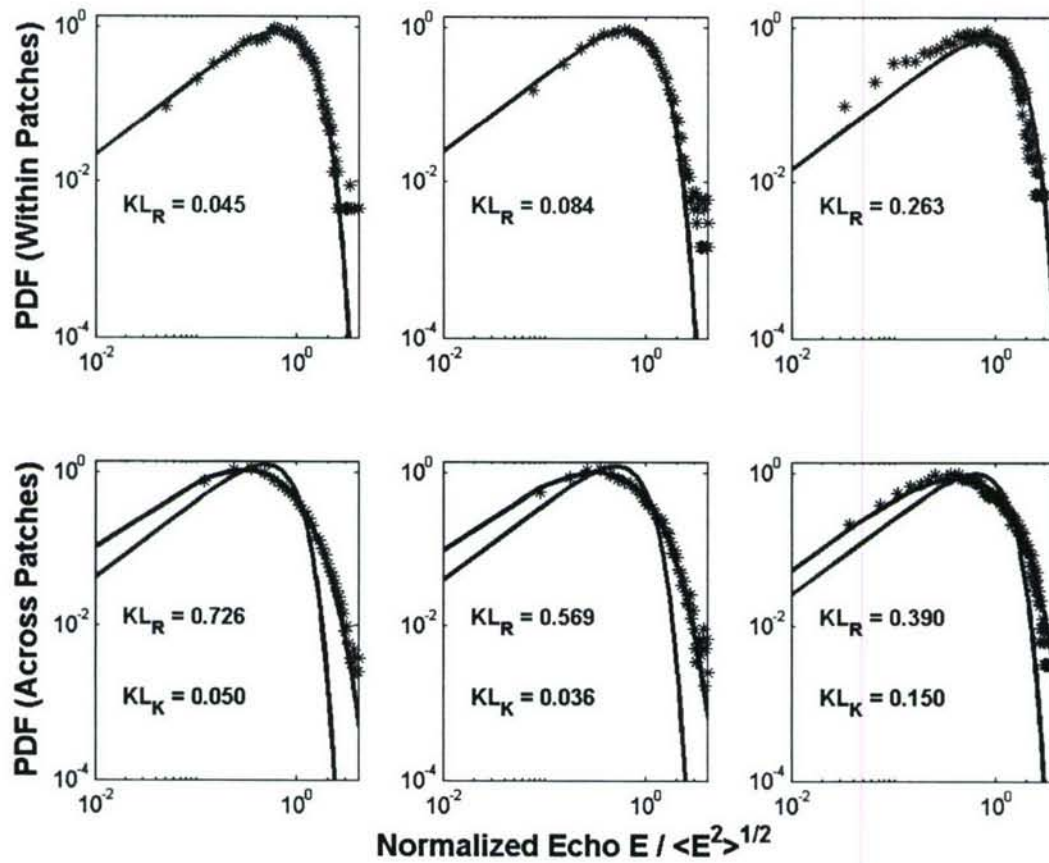 PDF (Within Patches)
10^0
10^-2
10^-4
KL_R = 0.045
10^-2
10^0
10^0
10^-2
10^-4
KL_R = 0.084
10^-2
10^0
10^0
10^-2
10^-4
KL_R = 0.263
10^-2
10^0
PDF (Across Patches)
10^0
10^-2
10^-4
KL_R = 0.726
KL_K = 0.050
10^-2
10^0
10^0
10^-2
10^-4
KL_R = 0.569
KL_K = 0.036
10^-2
10^0
10^0
10^-2
10^-4
KL_R = 0.390
KL_K = 0.150
10^-2
10^0
Normalized Echo E / <E^2>^1/2